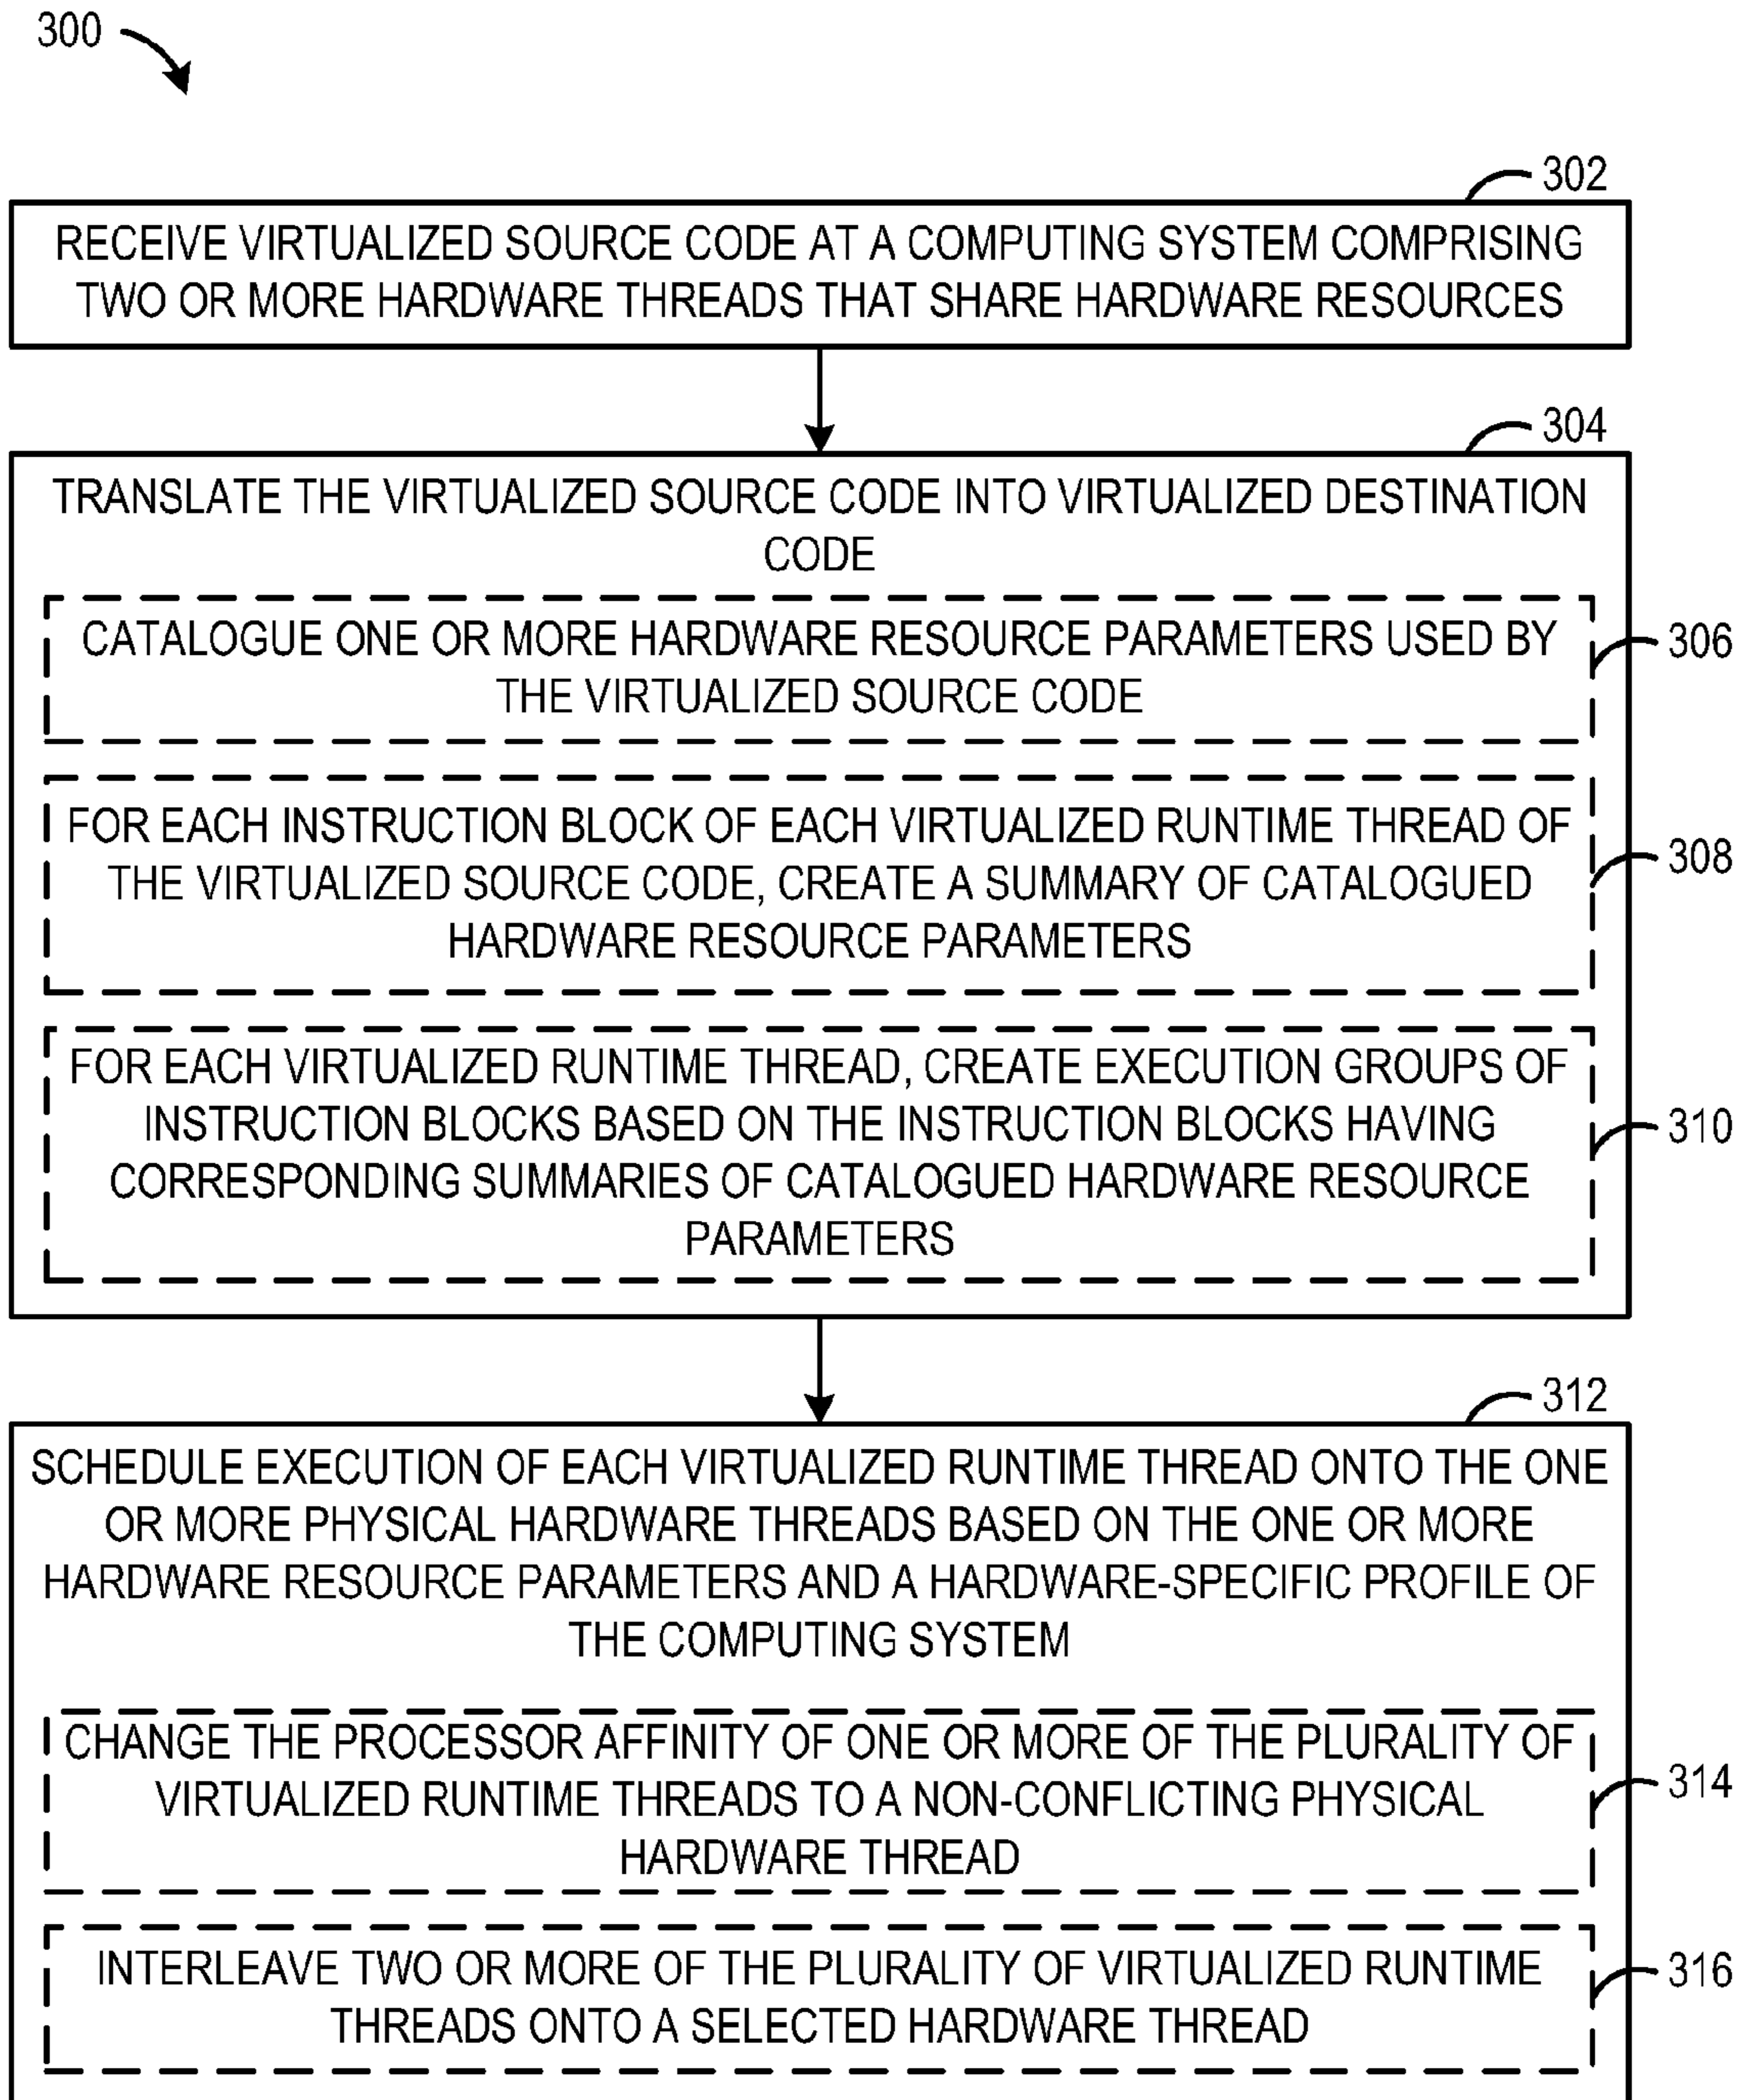 300
302
RECEIVE VIRTUALIZED SOURCE CODE AT A COMPUTING SYSTEM COMPRISING
TWO OR MORE HARDWARE THREADS THAT SHARE HARDWARE RESOURCES
304
TRANSLATE THE VIRTUALIZED SOURCE CODE INTO VIRTUALIZED DESTINATION
CODE
CATALOGUE ONE OR MORE HARDWARE RESOURCE PARAMETERS USED BY
THE VIRTUALIZED SOURCE CODE
306
FOR EACH INSTRUCTION BLOCK OF EACH VIRTUALIZED RUNTIME THREAD OF
THE VIRTUALIZED SOURCE CODE, CREATE A SUMMARY OF CATALOGUED
HARDWARE RESOURCE PARAMETERS
308
FOR EACH VIRTUALIZED RUNTIME THREAD, CREATE EXECUTION GROUPS OF
INSTRUCTION BLOCKS BASED ON THE INSTRUCTION BLOCKS HAVING
CORRESPONDING SUMMARIES OF CATALOGUED HARDWARE RESOURCE
PARAMETERS
310
312
SCHEDULE EXECUTION OF EACH VIRTUALIZED RUNTIME THREAD ONTO THE ONE
OR MORE PHYSICAL HARDWARE THREADS BASED ON THE ONE OR MORE
HARDWARE RESOURCE PARAMETERS AND A HARDWARE-SPECIFIC PROFILE OF
THE COMPUTING SYSTEM
CHANGE THE PROCESSOR AFFINITY OF ONE OR MORE OF THE PLURALITY OF
VIRTUALIZED RUNTIME THREADS TO A NON-CONFLICTING PHYSICAL
HARDWARE THREAD
314
INTERLEAVE TWO OR MORE OF THE PLURALITY OF VIRTUALIZED RUNTIME
THREADS ONTO A SELECTED HARDWARE THREAD
316